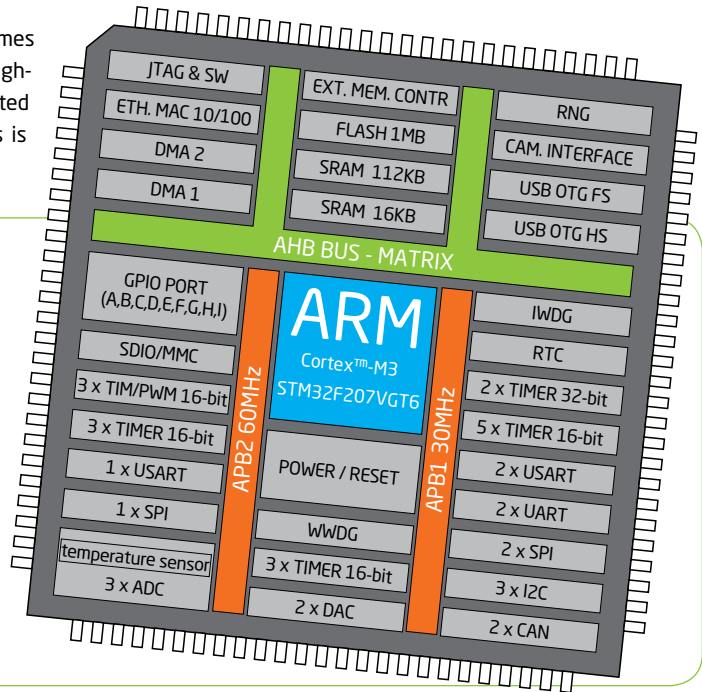 mes
gh-
ted
s is
JTAG & SW
ETH. MAC 10/100
DMA 2
DMA 1
EXT. MEM. CONTR
FLASH 1MB
SRAM 112KB
SRAM 16KB
RNG
CAM. INTERFACE
USB OTG FS
USB OTG HS
AHB BUS - MATRIX
GPIO PORT
(A,B,C,D,E,F,G,H,I)
SDIO/MMC
3 x TIM/PWM 16-bit
3 x TIMER 16-bit
1 x USART
1 x SPI
temperature sensor
3 x ADC
APB2 60MHz
ARM
Cortex™-M3
STM32F207VGT6
POWER / RESET
WWDG
3 x TIMER 16-bit
2 x DAC
APB1 30MHz
IWDG
RTC
2 x TIMER 32-bit
5 x TIMER 16-bit
2 x USART
2 x UART
2 x SPI
3 x I2C
2 x CAN